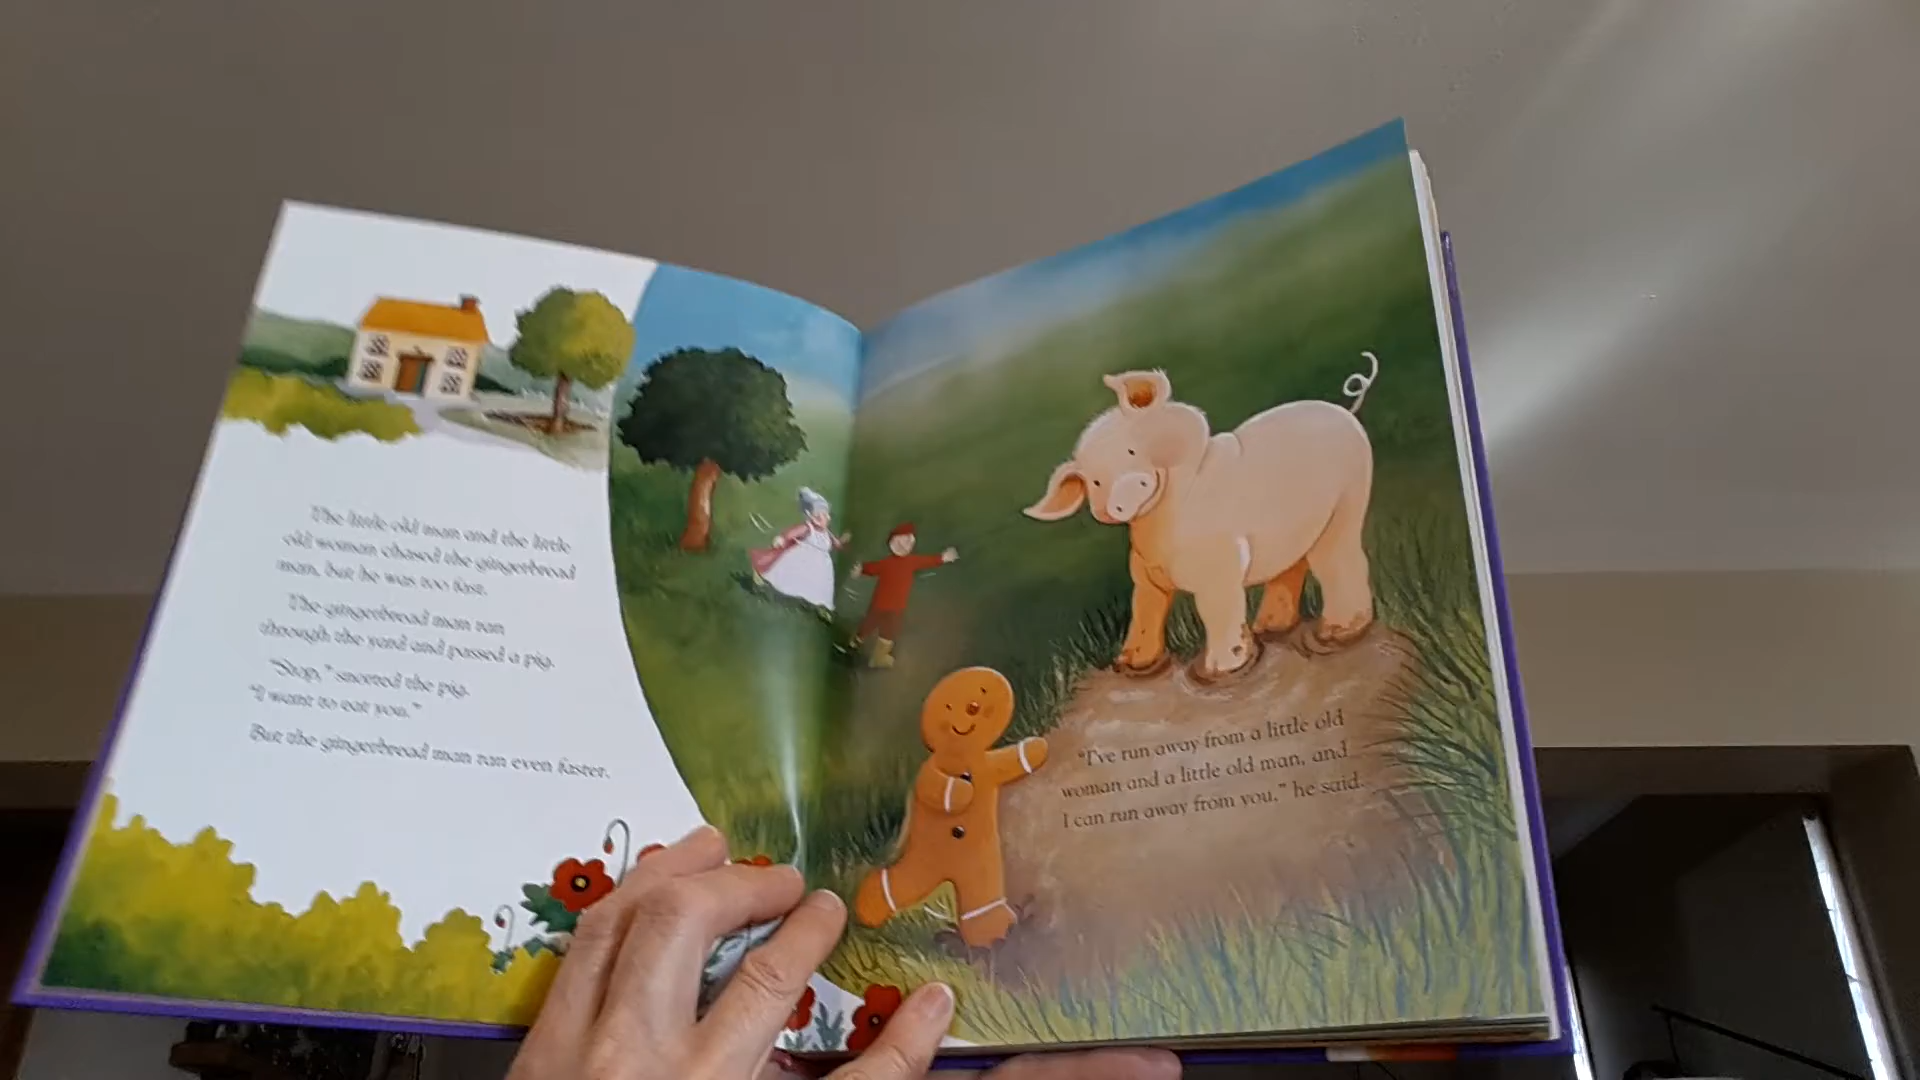 The little old man and the little
old woman chased the gingerbread
man, but he was too fast.
The gingerbread man ran
through the yard and passed a pig.
"Stop," snorted the pig.
"I want to eat you."
But the gingerbread man ran even faster.
"I've run away from a little old
woman and a little old man, and
I can run away from you," he said.